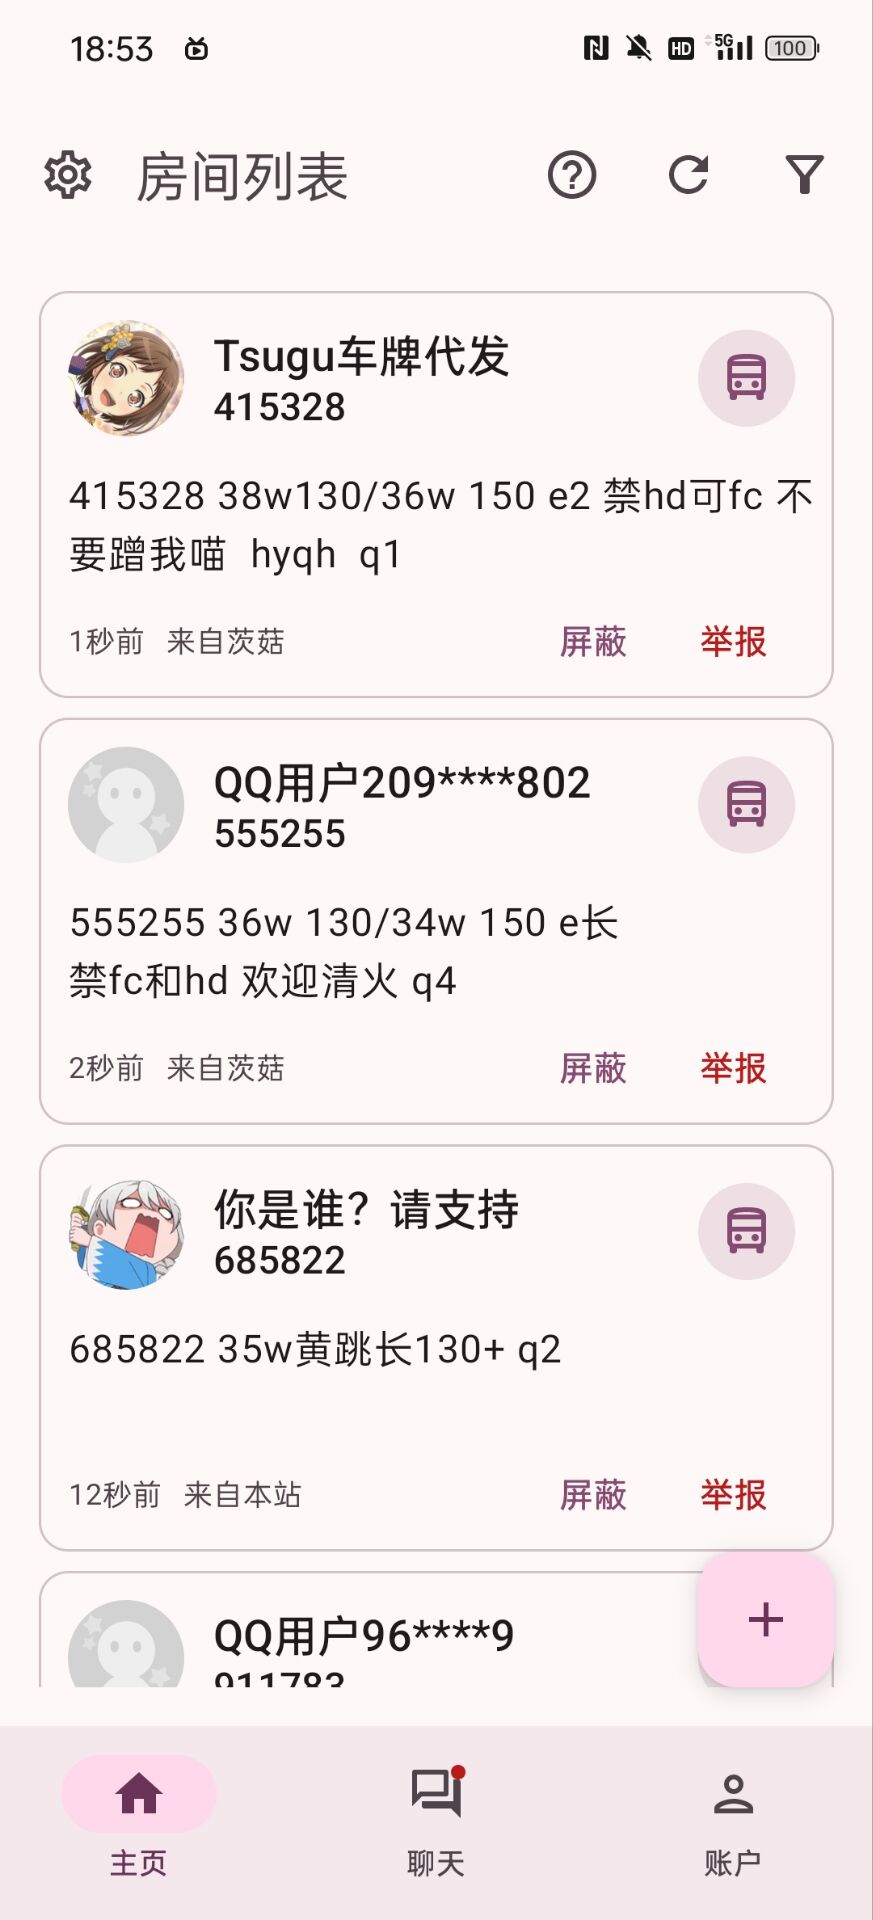 18:53
HD
5G
100
房间列表
Tsugu车牌代发
415328
415328 38w130/36w 150 e2 禁hd可fc 不
要蹭我喵 hyqh q1
1秒前 来自茨菇 屏蔽 举报
QQ用户209****802
555255
555255 36w 130/34w 150 e长
禁fc和hd 欢迎清火 q4
2秒前 来自茨菇 屏蔽 举报
你是谁？请支持
685822
685822 35w黄跳长130+ q2
12秒前 来自本站 屏蔽 举报
QQ用户96****9
911783
主页 聊天 账户